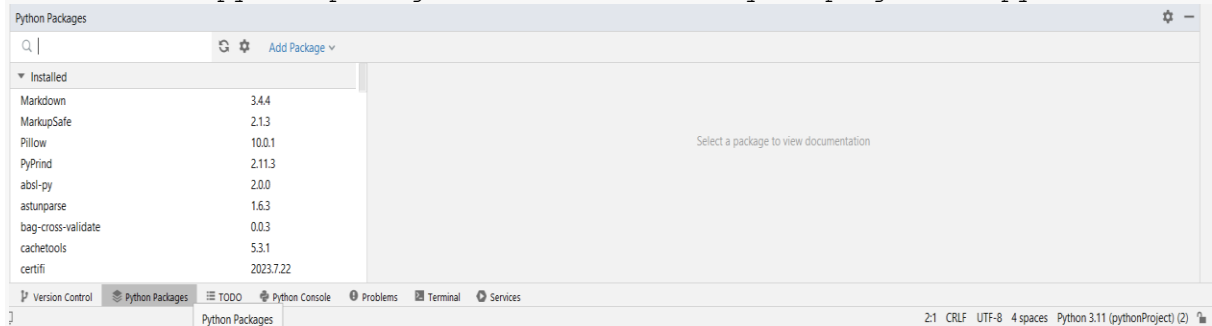 Python Packages
Add Package
Installed
Markdown 3.4.4
MarkupSafe 2.1.3
Pillow 10.0.1
PyPrind 2.11.3
absl-py 2.0.0
astunparse 1.6.3
bag-cross-validate 0.0.3
cachetools 5.3.1
certifi 2023.7.22
Select a package to view documentation
Version Control Python Packages TODO Python Console Problems Terminal Services
Python Packages
2:1 CRLF UTF-8 4 spaces Python 3.11 (pythonProject) (2)